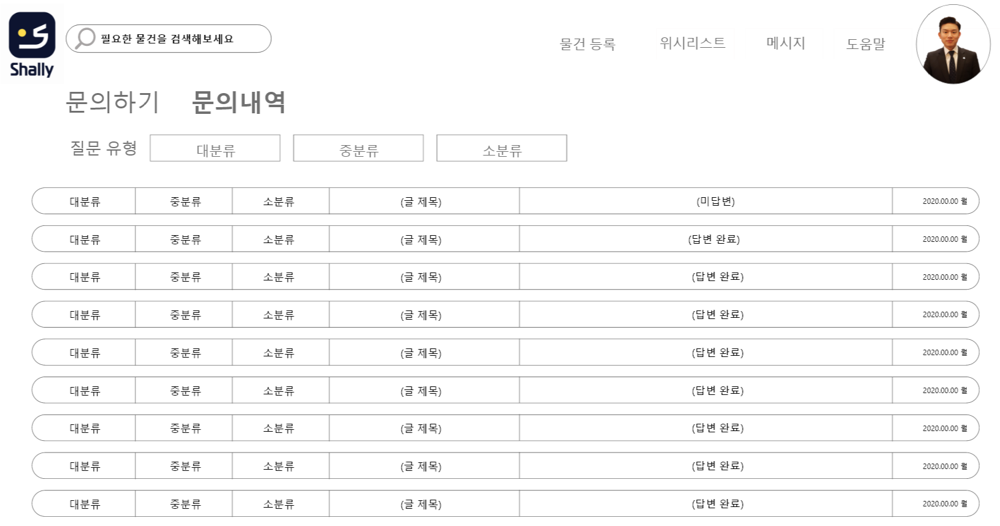 Shally
필요한 물건을 검색해보세요
물건 등록 위시리스트 메시지 도움말
문의하기 문의내역
질문 유형 대분류 중분류 소분류
대분류 중분류 소분류 (글 제목) (미답변) 2020.00.00 월
대분류 중분류 소분류 (글 제목) (답변 완료) 2020.00.00 월
대분류 중분류 소분류 (글 제목) (답변 완료) 2020.00.00 월
대분류 중분류 소분류 (글 제목) (답변 완료) 2020.00.00 월
대분류 중분류 소분류 (글 제목) (답변 완료) 2020.00.00 월
대분류 중분류 소분류 (글 제목) (답변 완료) 2020.00.00 월
대분류 중분류 소분류 (글 제목) (답변 완료) 2020.00.00 월
대분류 중분류 소분류 (글 제목) (답변 완료) 2020.00.00 월
대분류 중분류 소분류 (글 제목) (답변 완료) 2020.00.00 월